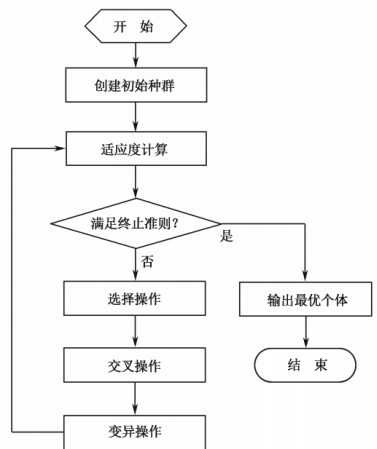 开 始
创建初始种群
适应度计算
满足终止准则？
是
否
选择操作
输出最优个体
交叉操作
结 束
变异操作